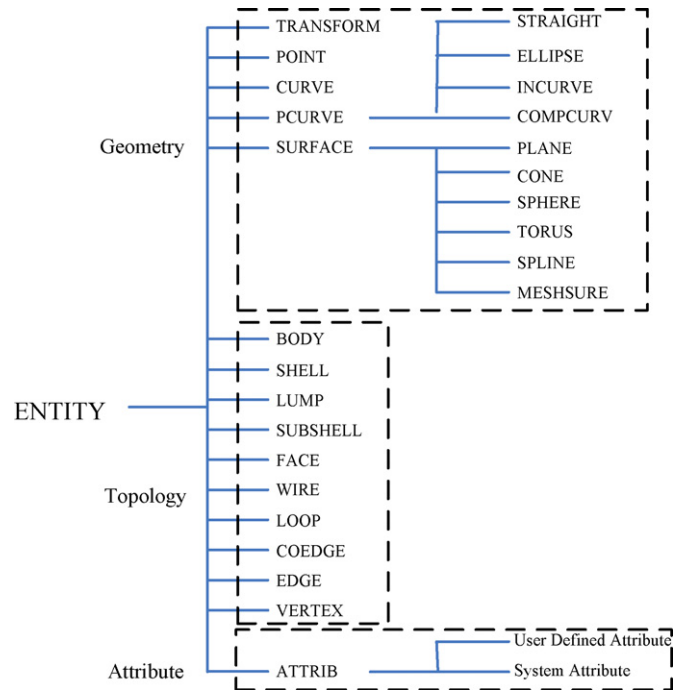 TRANSFORM
STRAIGHT
POINT
ELLIPSE
CURVE
INCURVE
PCURVE
COMPCURV
Geometry
SURFACE
PLANE
CONE
SPHERE
TORUS
SPLINE
MESHSURE
BODY
SHELL
LUMP
ENTITY
SUBSHELL
FACE
Topology
WIRE
LOOP
COEDGE
EDGE
VERTEX
User Defined Attribute
Attribute
ATTRIB
System Attribute